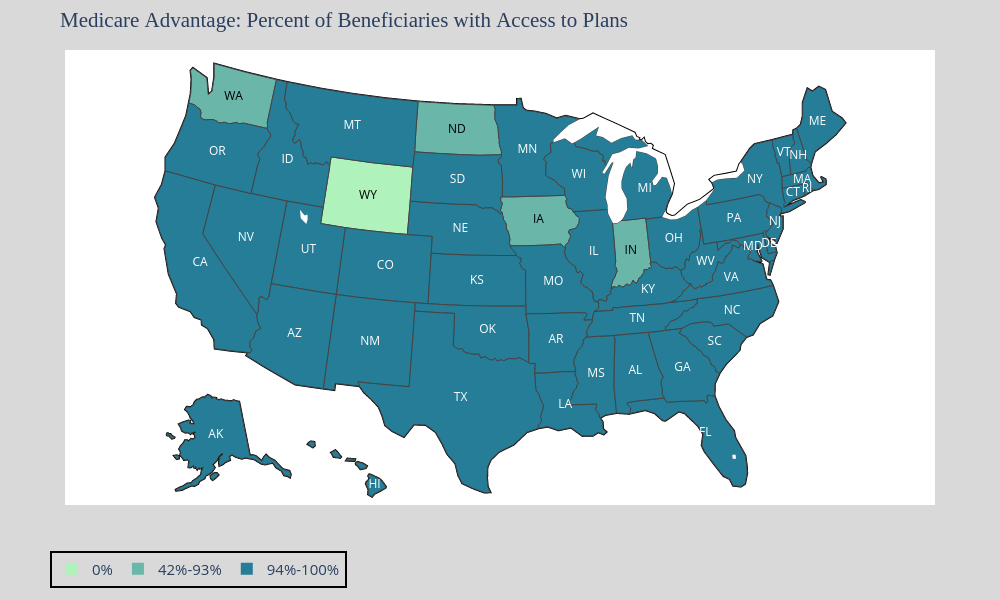 Medicare Advantage: Percent of Beneficiaries with Access to Plans
WA
ND
MT
ME
OR
ID
MN
VT
NH
WI
SD
NY
MA
MI
WY
CT
RI
IA
PA
NJ
NE
NV
OH
MD
DE
UT
IL
IN
CA
CO
WV
KS
MO
VA
KY
NC
TN
AZ
OK
NM
AR
SC
GA
MS
AL
TX
LA
FL
AK
HI
0%
42%-93%
94%-100%